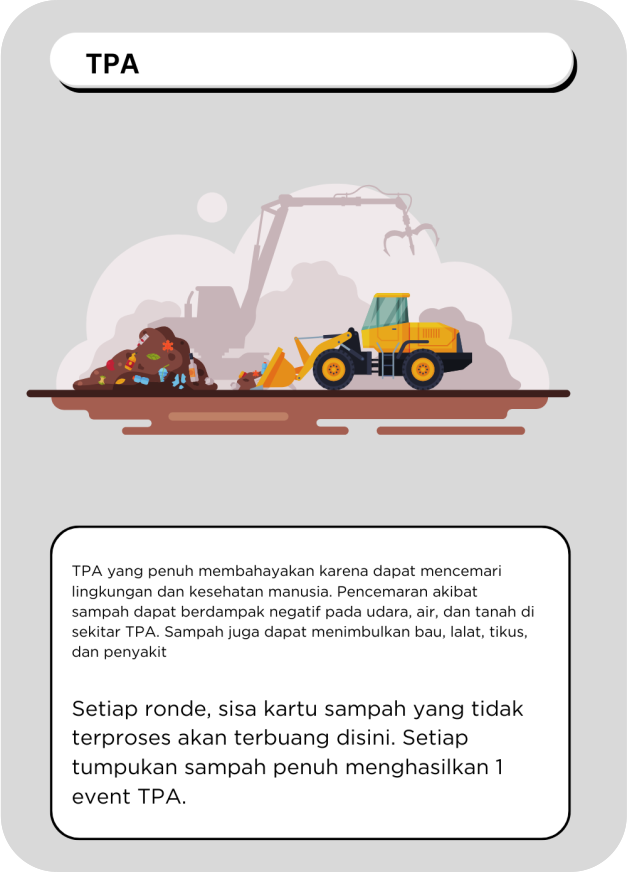 TPA
TPA yang penuh membahayakan karena dapat mencemari
lingkungan dan kesehatan manusia. Pencemaran akibat
sampah dapat berdampak negatif pada udara, air, dan tanah di
sekitar TPA. Sampah juga dapat menimbulkan bau, lalat, tikus,
dan penyakit
Setiap ronde, sisa kartu sampah yang tidak
terproses akan terbuang disini. Setiap
tumpukan sampah penuh menghasilkan 1
event TPA.